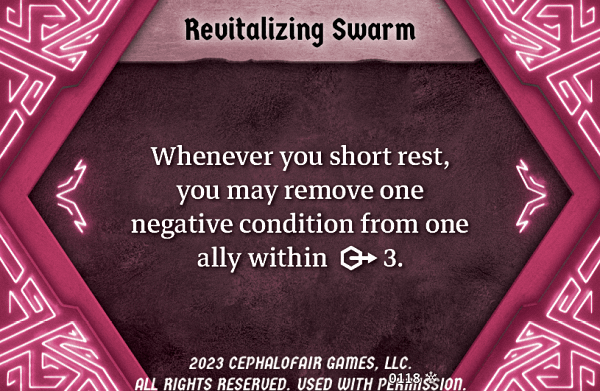 Revitalizing Swarm
Whenever you short rest,
you may remove one
negative condition from one
ally within 3.
2023 CEPHALOFAIR GAMES, LLC.
ALL RIGHTS RESERVED. USED WITH PERMISSION.
0118